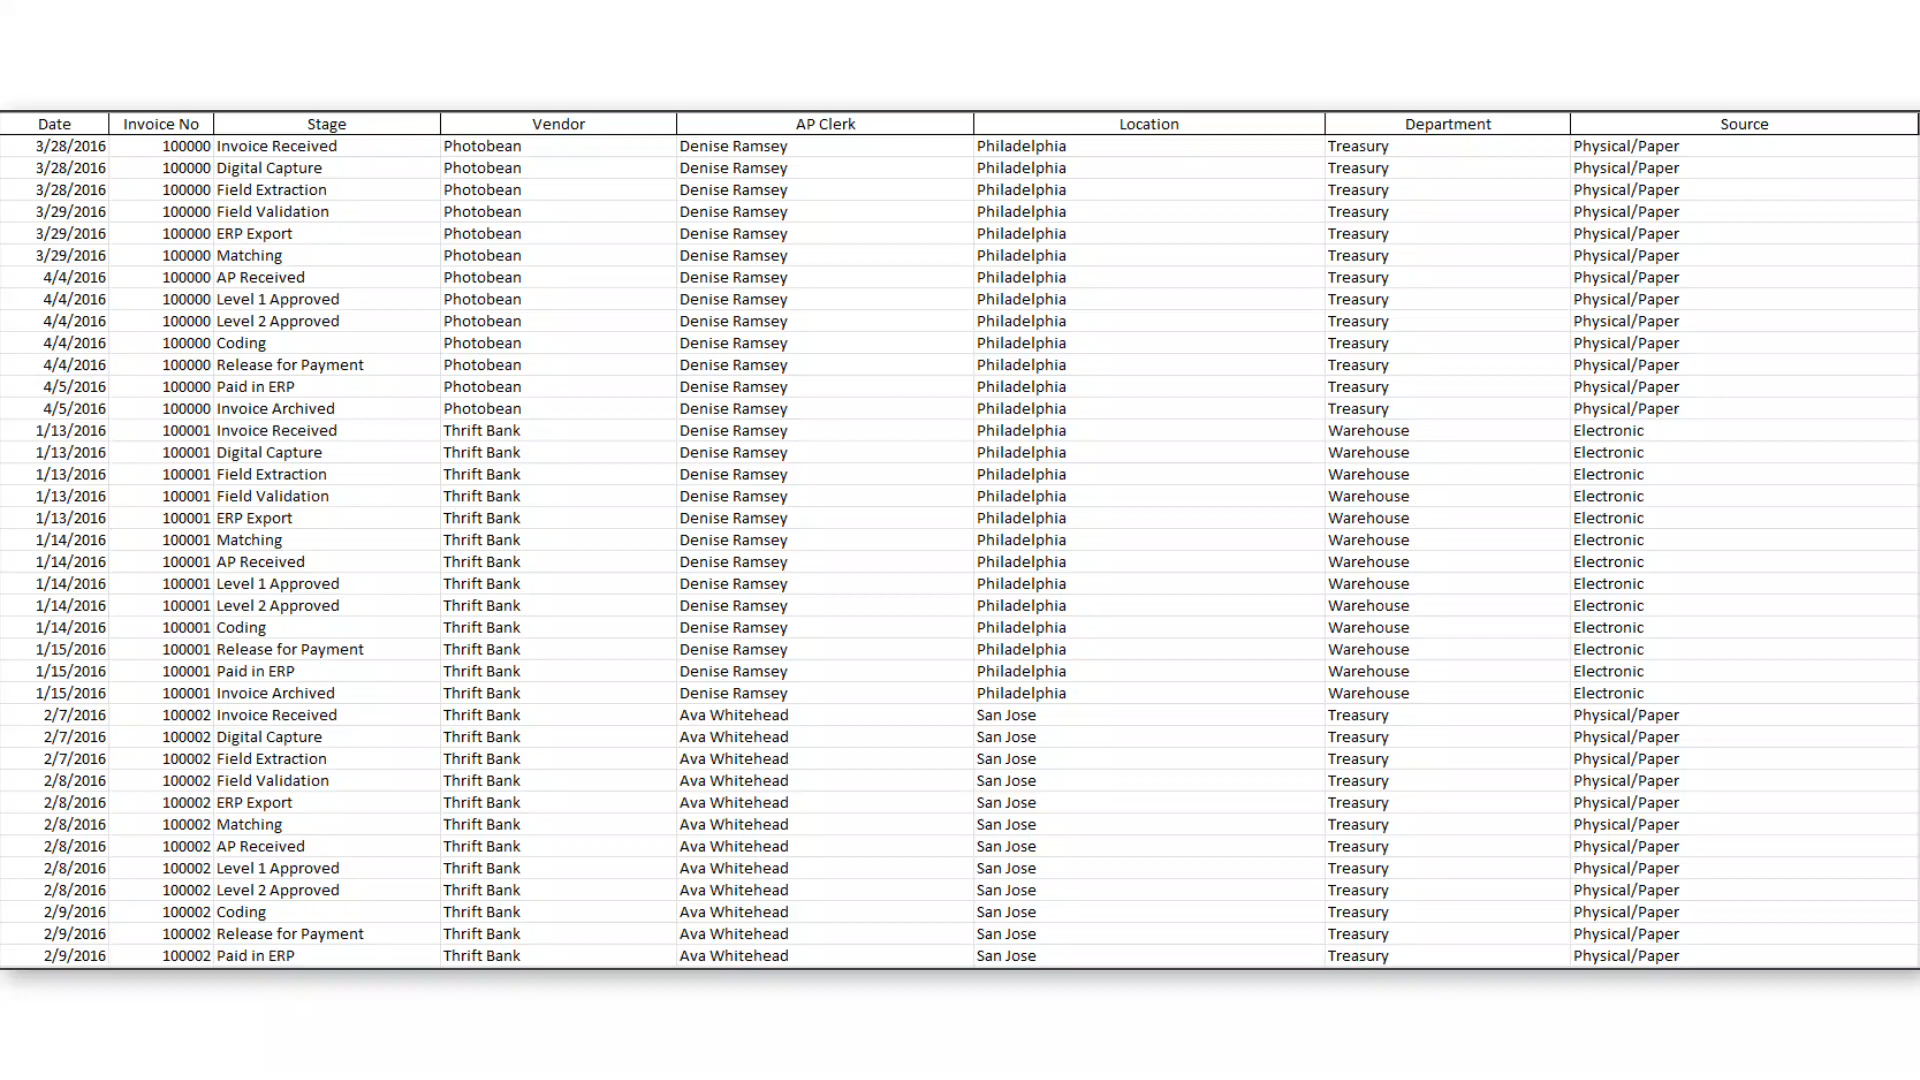 Date Invoice No Stage Vendor AP Clerk Location Department Source
3/28/2016 100000 Invoice Received Photobean Denise Ramsey Philadelphia Treasury Physical/Paper
3/28/2016 100000 Digital Capture Photobean Denise Ramsey Philadelphia Treasury Physical/Paper
3/28/2016 100000 Field Extraction Photobean Denise Ramsey Philadelphia Treasury Physical/Paper
3/29/2016 100000 Field Validation Photobean Denise Ramsey Philadelphia Treasury Physical/Paper
3/29/2016 100000 ERP Export Photobean Denise Ramsey Philadelphia Treasury Physical/Paper
3/29/2016 100000 Matching Photobean Denise Ramsey Philadelphia Treasury Physical/Paper
4/4/2016 100000 AP Received Photobean Denise Ramsey Philadelphia Treasury Physical/Paper
4/4/2016 100000 Level 1 Approved Photobean Denise Ramsey Philadelphia Treasury Physical/Paper
4/4/2016 100000 Level 2 Approved Photobean Denise Ramsey Philadelphia Treasury Physical/Paper
4/4/2016 100000 Coding Photobean Denise Ramsey Philadelphia Treasury Physical/Paper
4/4/2016 100000 Release for Payment Photobean Denise Ramsey Philadelphia Treasury Physical/Paper
4/5/2016 100000 Paid in ERP Photobean Denise Ramsey Philadelphia Treasury Physical/Paper
4/5/2016 100000 Invoice Archived Photobean Denise Ramsey Philadelphia Treasury Physical/Paper
1/13/2016 100001 Invoice Received Thrift Bank Denise Ramsey Philadelphia Warehouse Electronic
1/13/2016 100001 Digital Capture Thrift Bank Denise Ramsey Philadelphia Warehouse Electronic
1/13/2016 100001 Field Extraction Thrift Bank Denise Ramsey Philadelphia Warehouse Electronic
1/13/2016 100001 Field Validation Thrift Bank Denise Ramsey Philadelphia Warehouse Electronic
1/13/2016 100001 ERP Export Thrift Bank Denise Ramsey Philadelphia Warehouse Electronic
1/14/2016 100001 Matching Thrift Bank Denise Ramsey Philadelphia Warehouse Electronic
1/14/2016 100001 AP Received Thrift Bank Denise Ramsey Philadelphia Warehouse Electronic
1/14/2016 100001 Level 1 Approved Thrift Bank Denise Ramsey Philadelphia Warehouse Electronic
1/14/2016 100001 Level 2 Approved Thrift Bank Denise Ramsey Philadelphia Warehouse Electronic
1/14/2016 100001 Coding Thrift Bank Denise Ramsey Philadelphia Warehouse Electronic
1/15/2016 100001 Release for Payment Thrift Bank Denise Ramsey Philadelphia Warehouse Electronic
1/15/2016 100001 Paid in ERP Thrift Bank Denise Ramsey Philadelphia Warehouse Electronic
1/15/2016 100001 Invoice Archived Thrift Bank Denise Ramsey Philadelphia Warehouse Electronic
2/7/2016 100002 Invoice Received Thrift Bank Ava Whitehead San Jose Treasury Physical/Paper
2/7/2016 100002 Digital Capture Thrift Bank Ava Whitehead San Jose Treasury Physical/Paper
2/7/2016 100002 Field Extraction Thrift Bank Ava Whitehead San Jose Treasury Physical/Paper
2/8/2016 100002 Field Validation Thrift Bank Ava Whitehead San Jose Treasury Physical/Paper
2/8/2016 100002 ERP Export Thrift Bank Ava Whitehead San Jose Treasury Physical/Paper
2/8/2016 100002 Matching Thrift Bank Ava Whitehead San Jose Treasury Physical/Paper
2/8/2016 100002 AP Received Thrift Bank Ava Whitehead San Jose Treasury Physical/Paper
2/8/2016 100002 Level 1 Approved Thrift Bank Ava Whitehead San Jose Treasury Physical/Paper
2/8/2016 100002 Level 2 Approved Thrift Bank Ava Whitehead San Jose Treasury Physical/Paper
2/9/2016 100002 Coding Thrift Bank Ava Whitehead San Jose Treasury Physical/Paper
2/9/2016 100002 Release for Payment Thrift Bank Ava Whitehead San Jose Treasury Physical/Paper
2/9/2016 100002 Paid in ERP Thrift Bank Ava Whitehead San Jose Treasury Physical/Paper